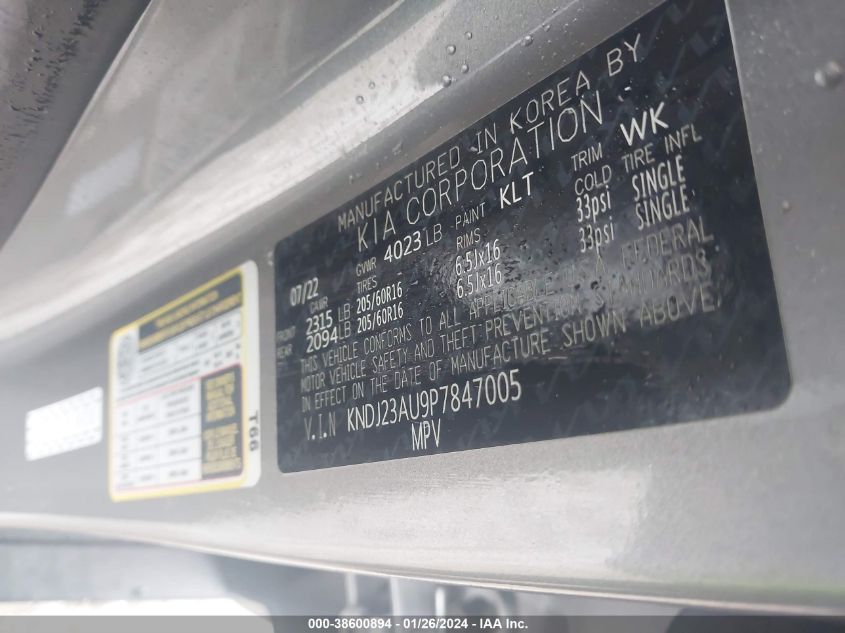 MANUFACTURED IN KOREA BY
KIA CORPORATION
07/22 GVWR 4023 LB PAINT KLT TRIM WK
GAWR TIRES RIMS COLD TIRE INFL
FRONT 2315 LB 205/60R16 6.5Jx16 33psi SINGLE
REAR 2094 LB 205/60R16 6.5Jx16 33psi SINGLE
THIS VEHICLE CONFORMS TO ALL APPLICABLE U.S.A FEDERAL
MOTOR VEHICLE SAFETY AND THEFT PREVENTION STANDARDS
IN EFFECT ON THE DATE OF MANUFACTURE SHOWN ABOVE.
V.I.N KNDJ23AU9P7847005
MPV
T66
000-38600894 - 01/26/2024 - IAA Inc.